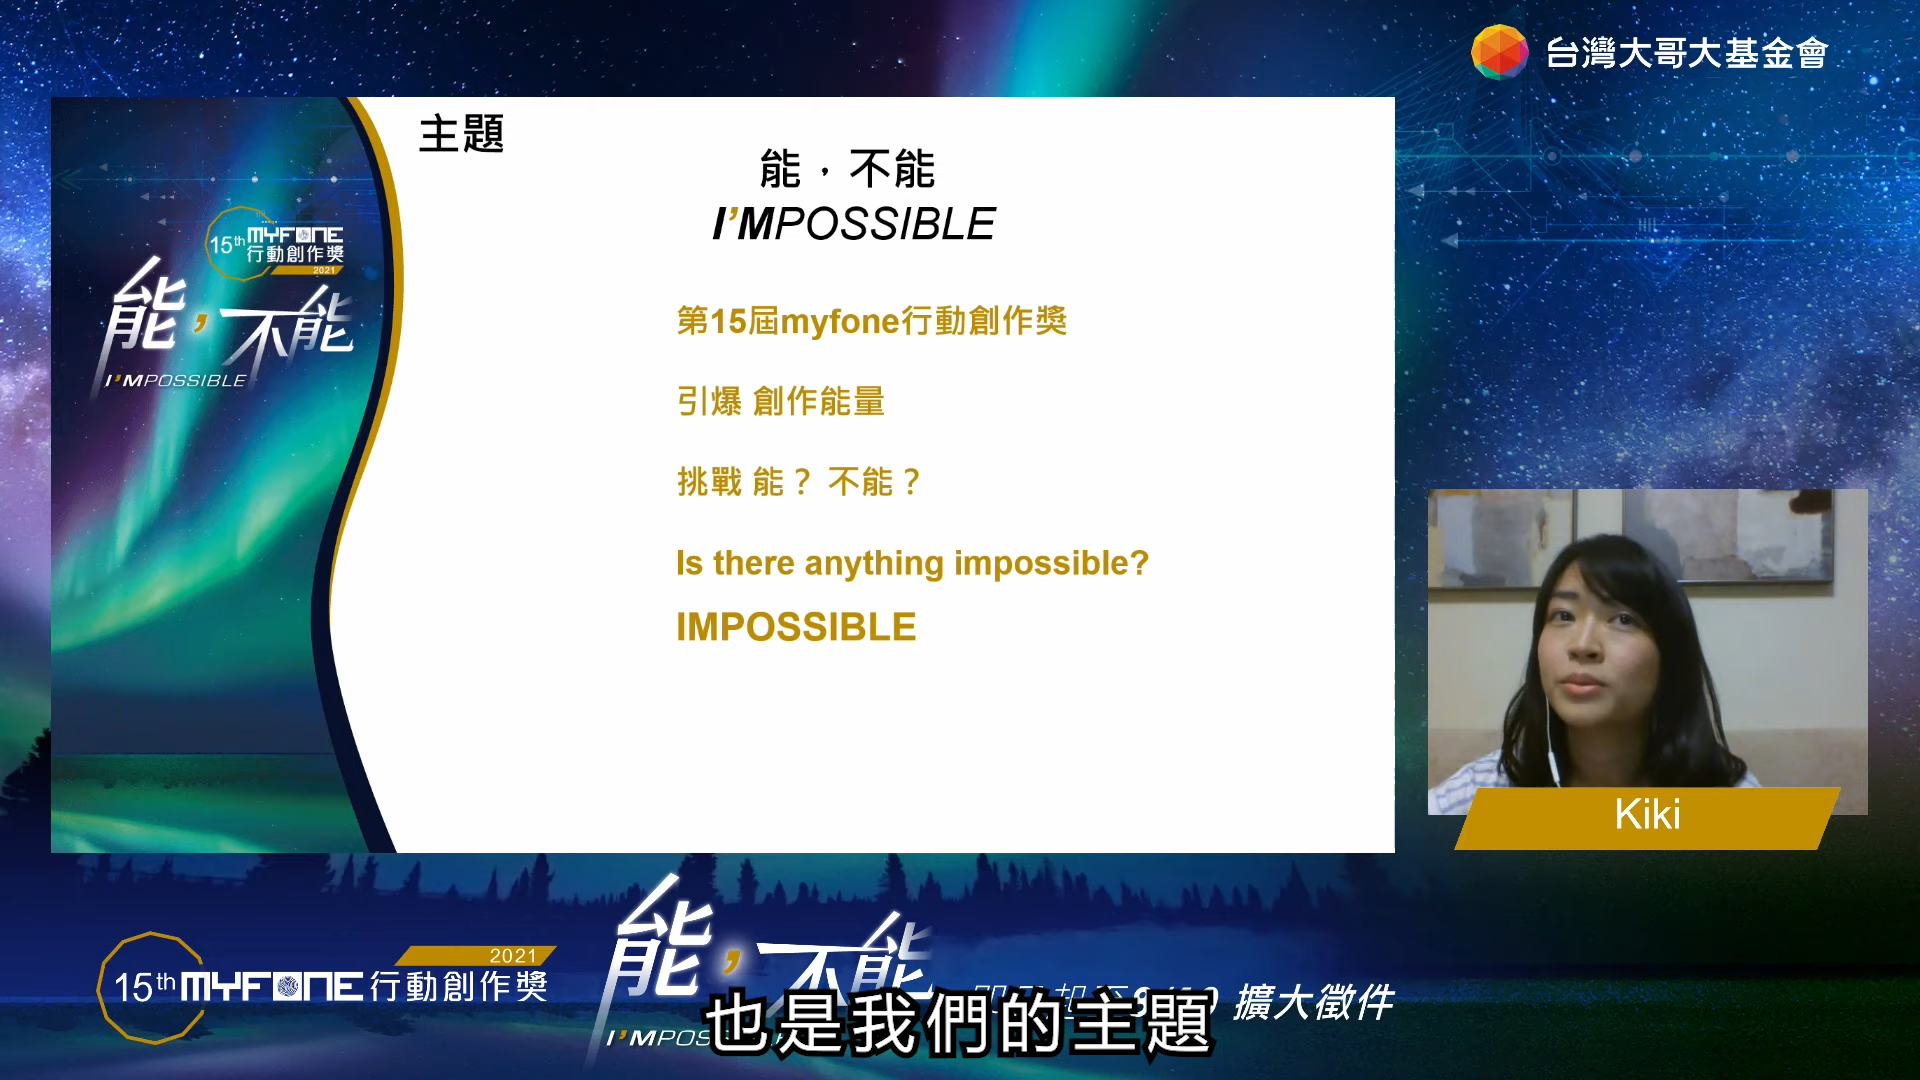 台灣大哥大基金會
主題
能，不能
I'MPOSSIBLE
15th MYFONE
行動創作獎
2021
能，不能
I'MPOSSIBLE
第15屆myfone行動創作獎
引爆 創作能量
挑戰 能？ 不能？
Is there anything impossible?
IMPOSSIBLE
Kiki
2021
15th MYFONE 行動創作獎
能，不能
擴大徵件
也是我們的主題